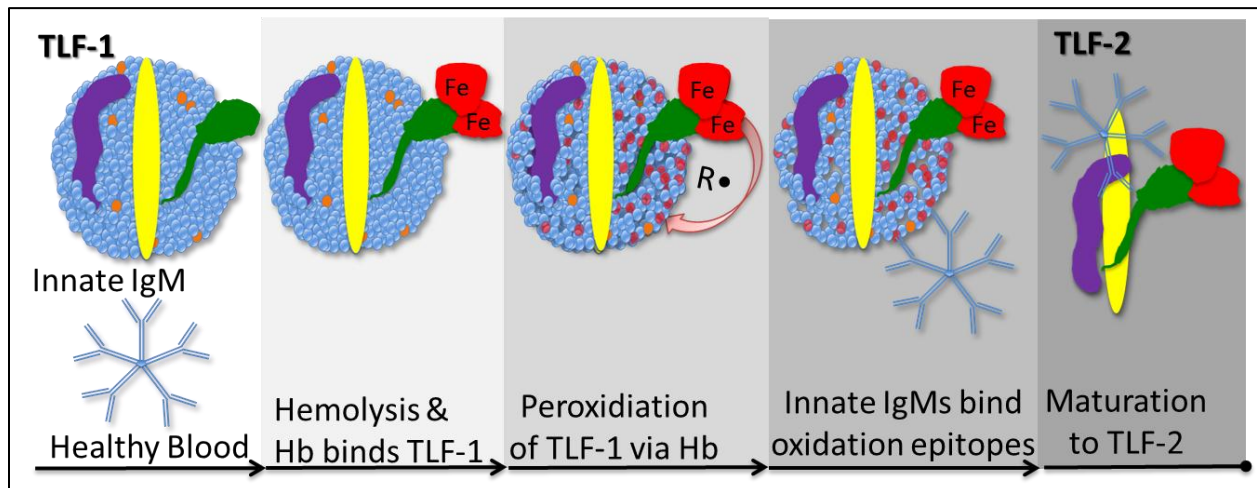 TLF-1
Innate IgM
Healthy Blood
Fe
Fe
Hemolysis &
Hb binds TLF-1
Fe
Fe
R•
Peroxidiation
of TLF-1 via Hb
Fe
Fe
Innate IgMs bind
oxidation epitopes
TLF-2
Maturation
to TLF-2